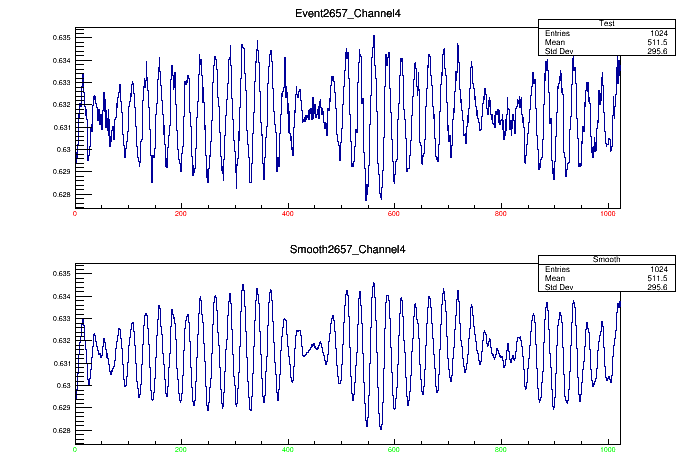 Event2657_Channel4
Test
Entries 1024
Mean 511.5
Std Dev 295.6
0.635
0.634
0.633
0.632
0.631
0.63
0.629
0.628
0 200 400 600 800 1000
Smooth2657_Channel4
Smooth
Entries 1024
Mean 511.5
Std Dev 295.6
0.635
0.634
0.633
0.632
0.631
0.63
0.629
0.628
0 200 400 600 800 1000